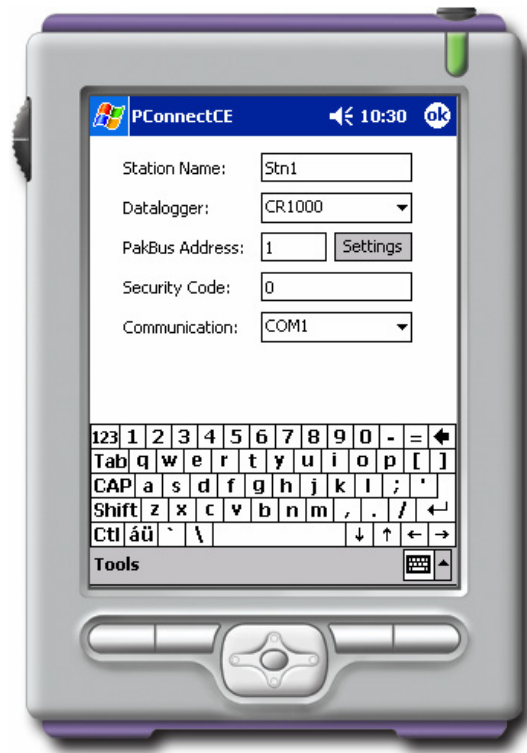 PConnectCE 10:30 ok
Station Name: Stn1
Datalogger: CR1000
PakBus Address: 1 Settings
Security Code: 0
Communication: COM1
123 1 2 3 4 5 6 7 8 9 0 - = 
Tab q w e r t y u i o p [ ]
CAP a s d f g h j k l ; '
Shift z x c v b n m , . / ↵
Ctl áü ` \ ↓ ↑ ← →
Tools